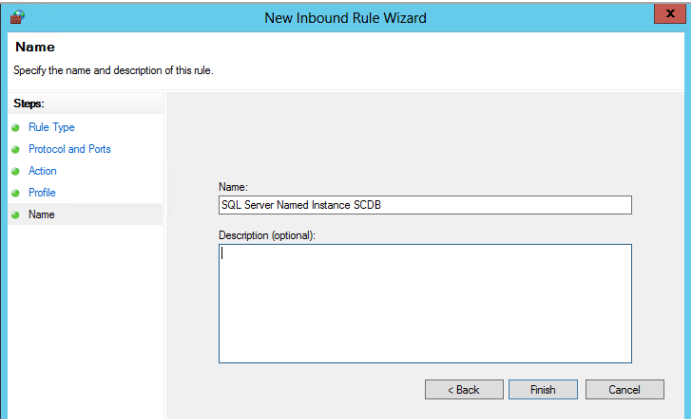 New Inbound Rule Wizard
x
Name
Specify the name and description of this rule.
Steps:
Rule Type
Protocol and Ports
Action
Profile
Name
Name:
SQL Server Named Instance SCDB
Description (optional):
< Back Finish Cancel